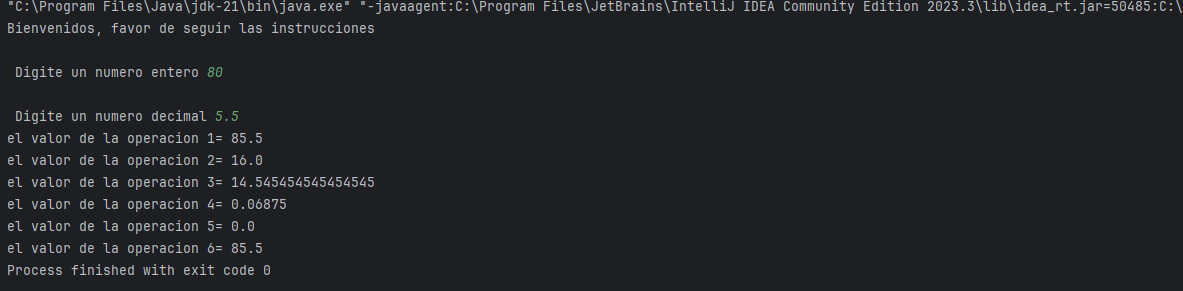 "C:\Program Files\Java\jdk-21\bin\java.exe" "-javaagent:C:\Program Files\JetBrains\IntelliJ IDEA Community Edition 2023.3\lib\idea_rt.jar=50485:C:\
Bienvenidos, favor de seguir las instrucciones
Digite un numero entero 80
Digite un numero decimal 5.5
el valor de la operacion 1= 85.5
el valor de la operacion 2= 16.0
el valor de la operacion 3= 14.545454545454545
el valor de la operacion 4= 0.06875
el valor de la operacion 5= 0.0
el valor de la operacion 6= 85.5
Process finished with exit code 0